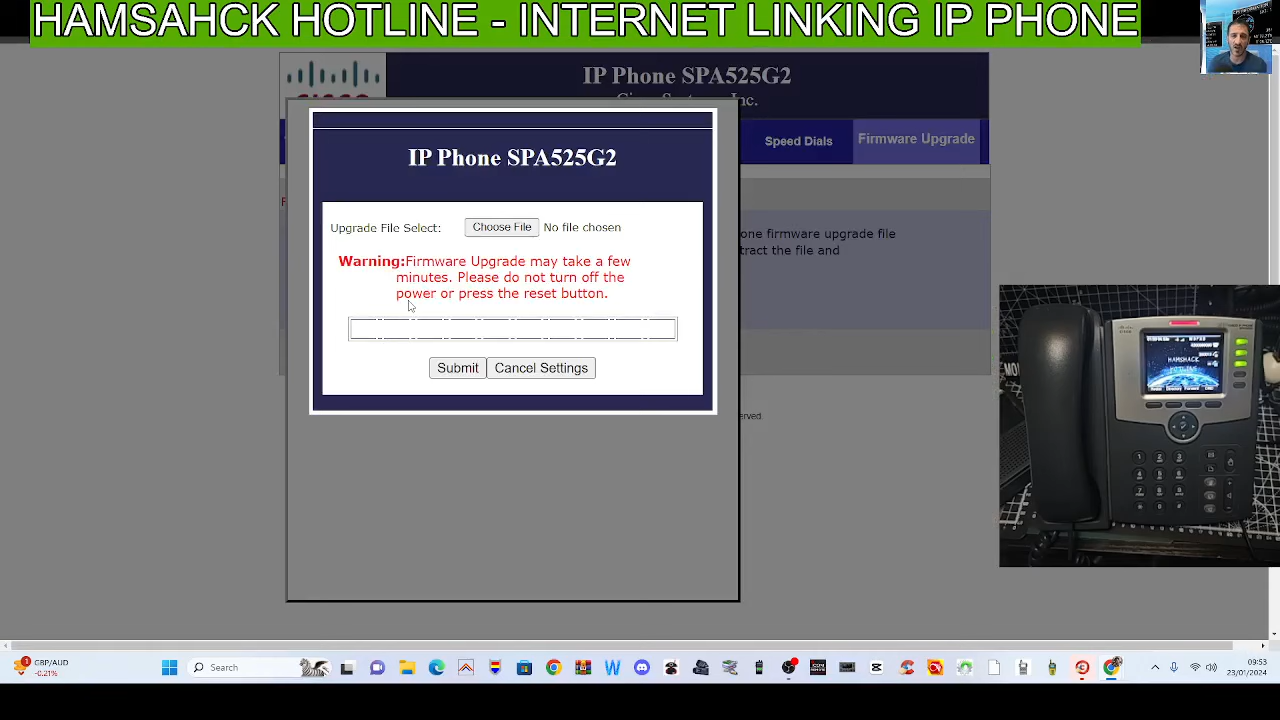 HAMSAHCK HOTLINE - INTERNET LINKING IP PHONE
IP Phone SPA525G2
Speed Dials
Firmware Upgrade
IP Phone SPA525G2
one firmware upgrade file
tract the file and
Upgrade File Select:
Choose File
No file chosen
Warning:Firmware Upgrade may take a few
minutes. Please do not turn off the
power or press the reset button.
Submit
Cancel Settings
HAMSHACK
HOTLINE
GBP/AUD
-0.21%
Search
09:53
23/01/2024